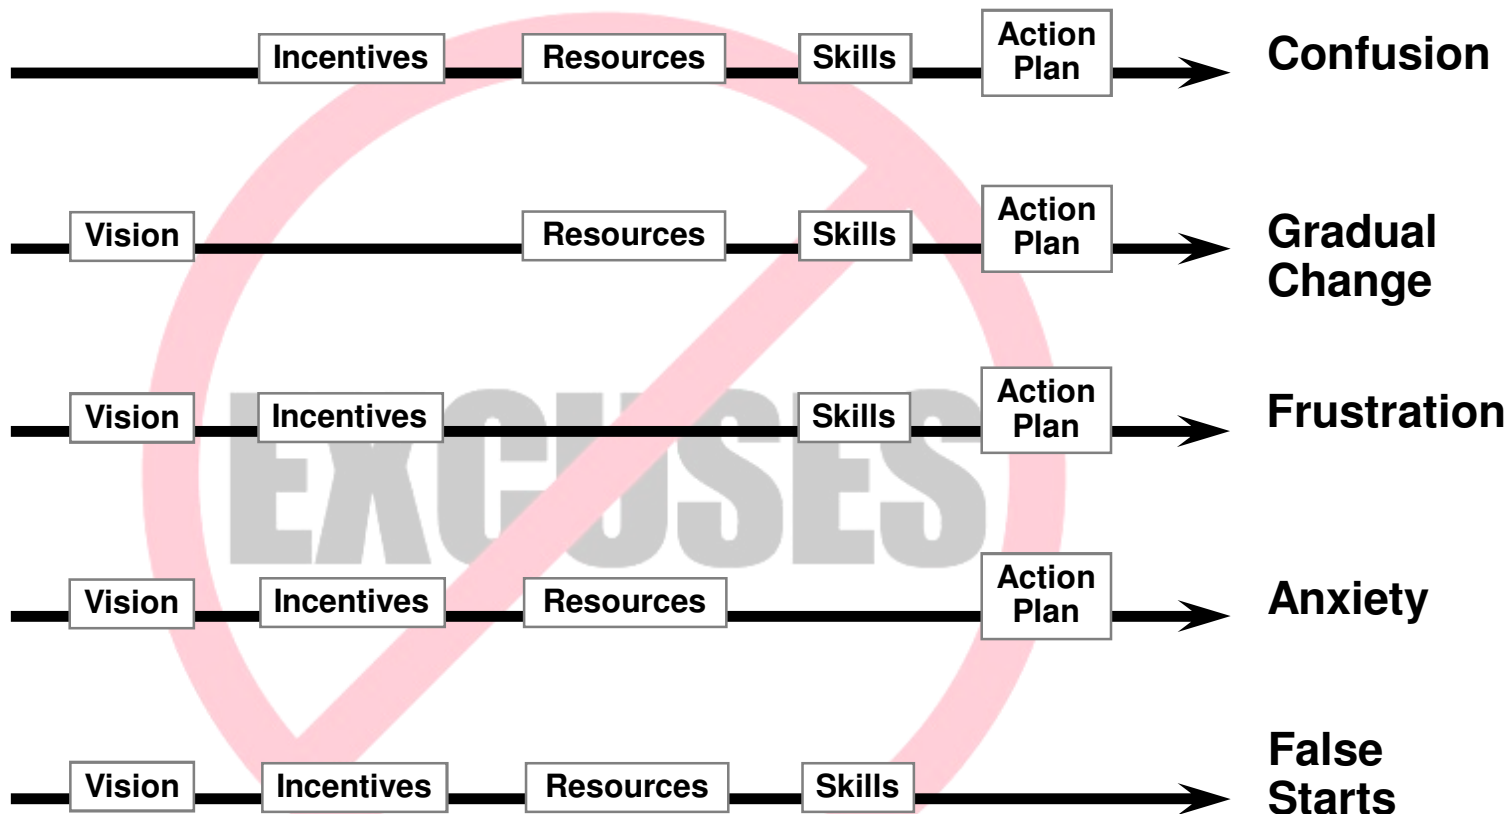 Incentives Resources Skills Action Plan Confusion
Vision Resources Skills Action Plan Gradual Change
Vision Incentives Skills Action Plan Frustration
EXCUSES
Vision Incentives Resources Action Plan Anxiety
Vision Incentives Resources Skills False Starts